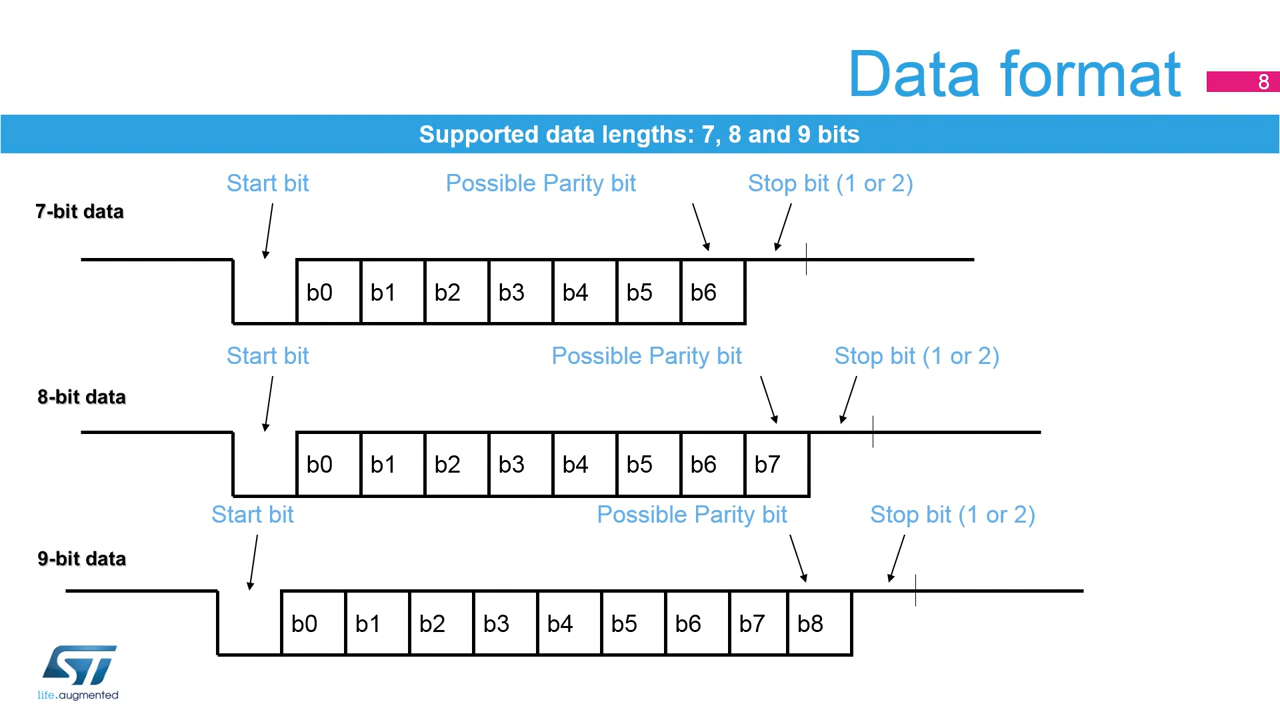 Data format
8
Supported data lengths: 7, 8 and 9 bits
Start bit
Possible Parity bit
Stop bit (1 or 2)
7-bit data
b0 b1 b2 b3 b4 b5 b6
Start bit
Possible Parity bit
Stop bit (1 or 2)
8-bit data
b0 b1 b2 b3 b4 b5 b6 b7
Start bit
Possible Parity bit
Stop bit (1 or 2)
9-bit data
b0 b1 b2 b3 b4 b5 b6 b7 b8
ST
life.augmented